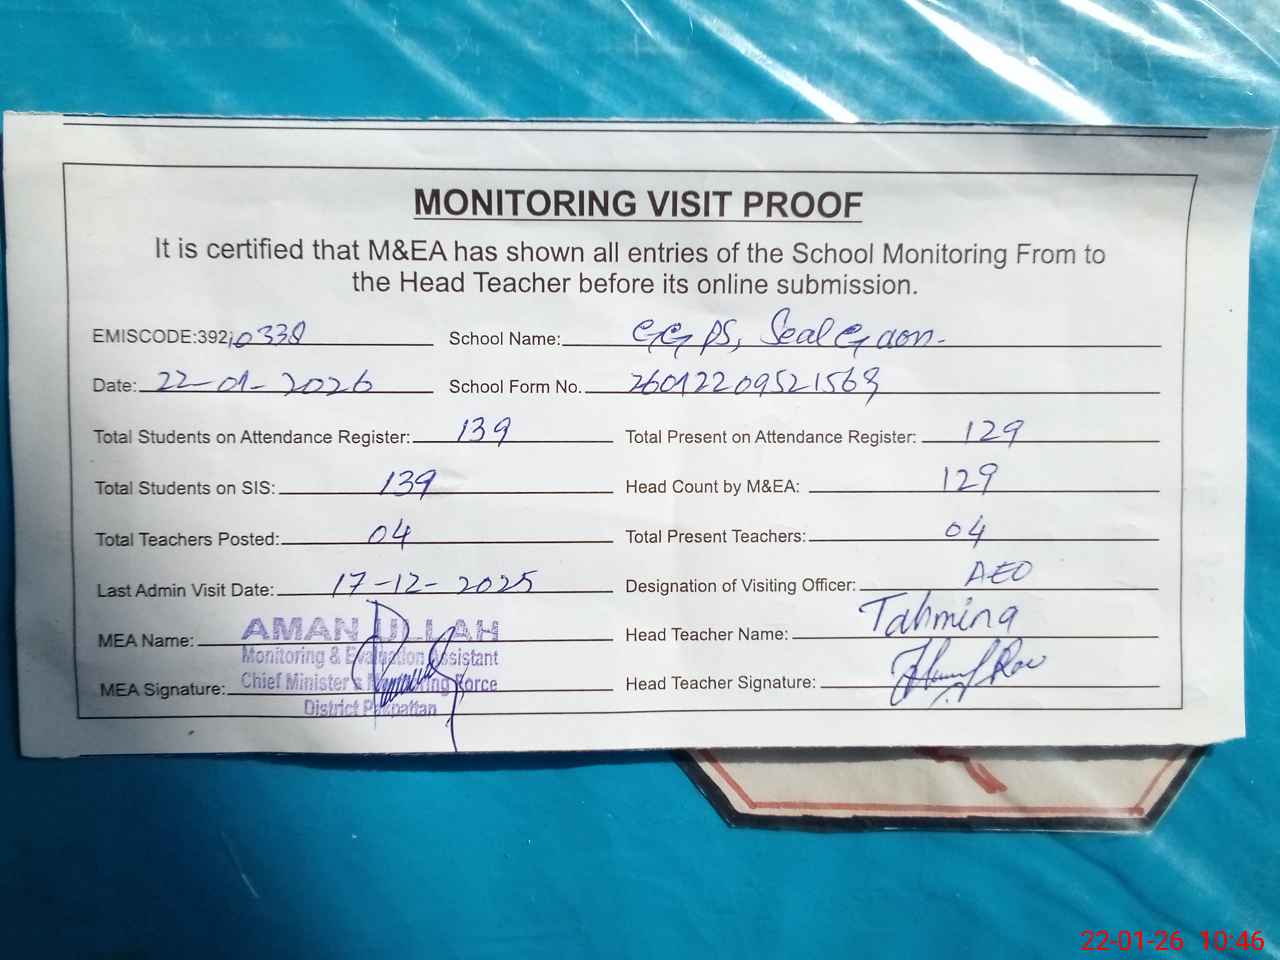 MONITORING VISIT PROOF
It is certified that M&EA has shown all entries of the School Monitoring From to
the Head Teacher before its online submission.
EMISCODE:39210338 School Name: GGPS, Seal Gaon.
Date: 22-01-2026 School Form No. 26012209521563
Total Students on Attendance Register: 139 Total Present on Attendance Register: 129
Total Students on SIS: 139 Head Count by M&EA: 129
Total Teachers Posted: 04 Total Present Teachers: 04
Last Admin Visit Date: 17-12-2025 Designation of Visiting Officer: AEO
MEA Name: AMAN ULLAH Head Teacher Name: Tahmina
Monitoring & Evaluation Assistant
MEA Signature: Chief Minister's Monitoring Force Head Teacher Signature:
District Pakpattan
22-01-26 10:46